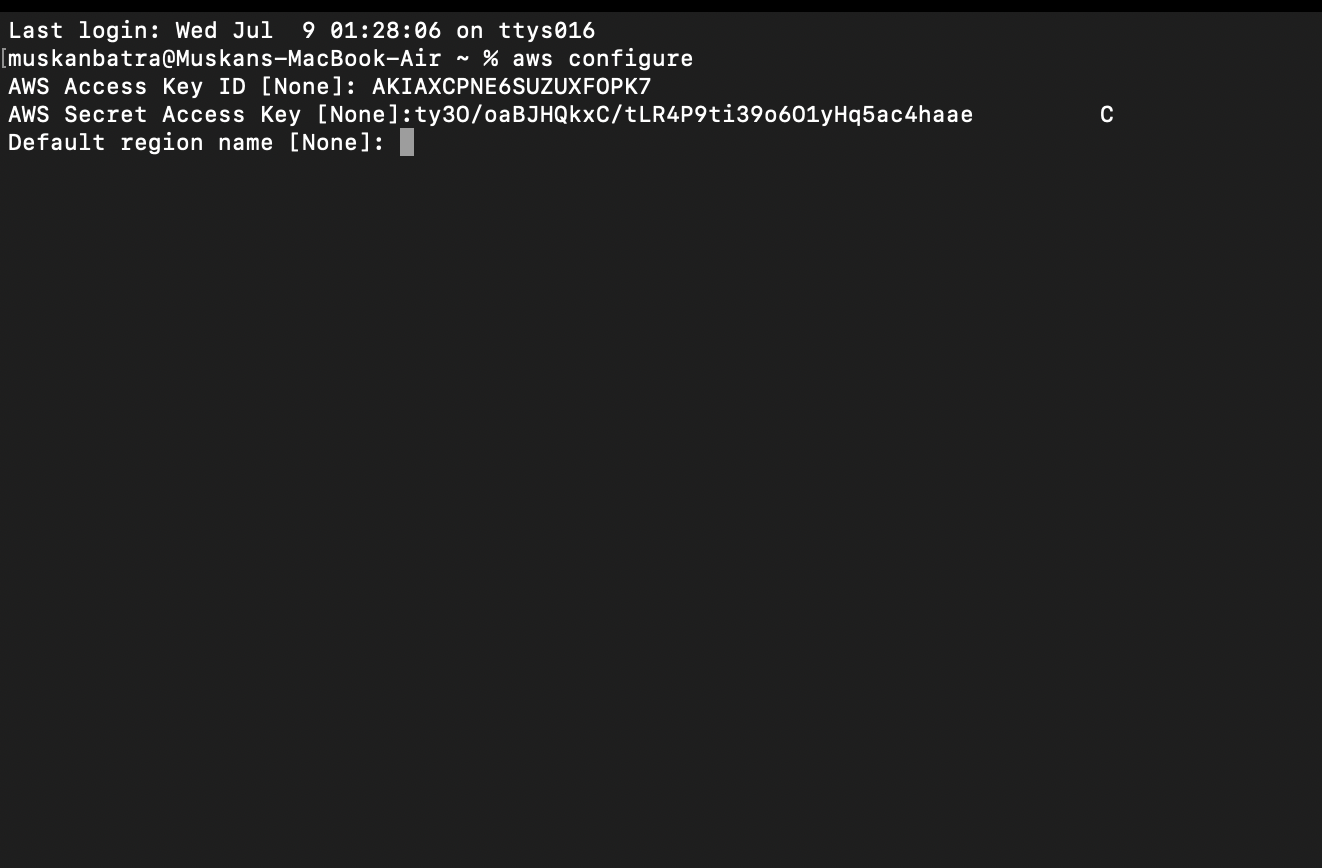 Last login: Wed Jul  9 01:28:06 on ttys016
[muskanbatra@Muskans-MacBook-Air ~ % aws configure
AWS Access Key ID [None]: AKIAXCPNE6SUZUXFOPK7
AWS Secret Access Key [None]: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         C
Default region name [None]: